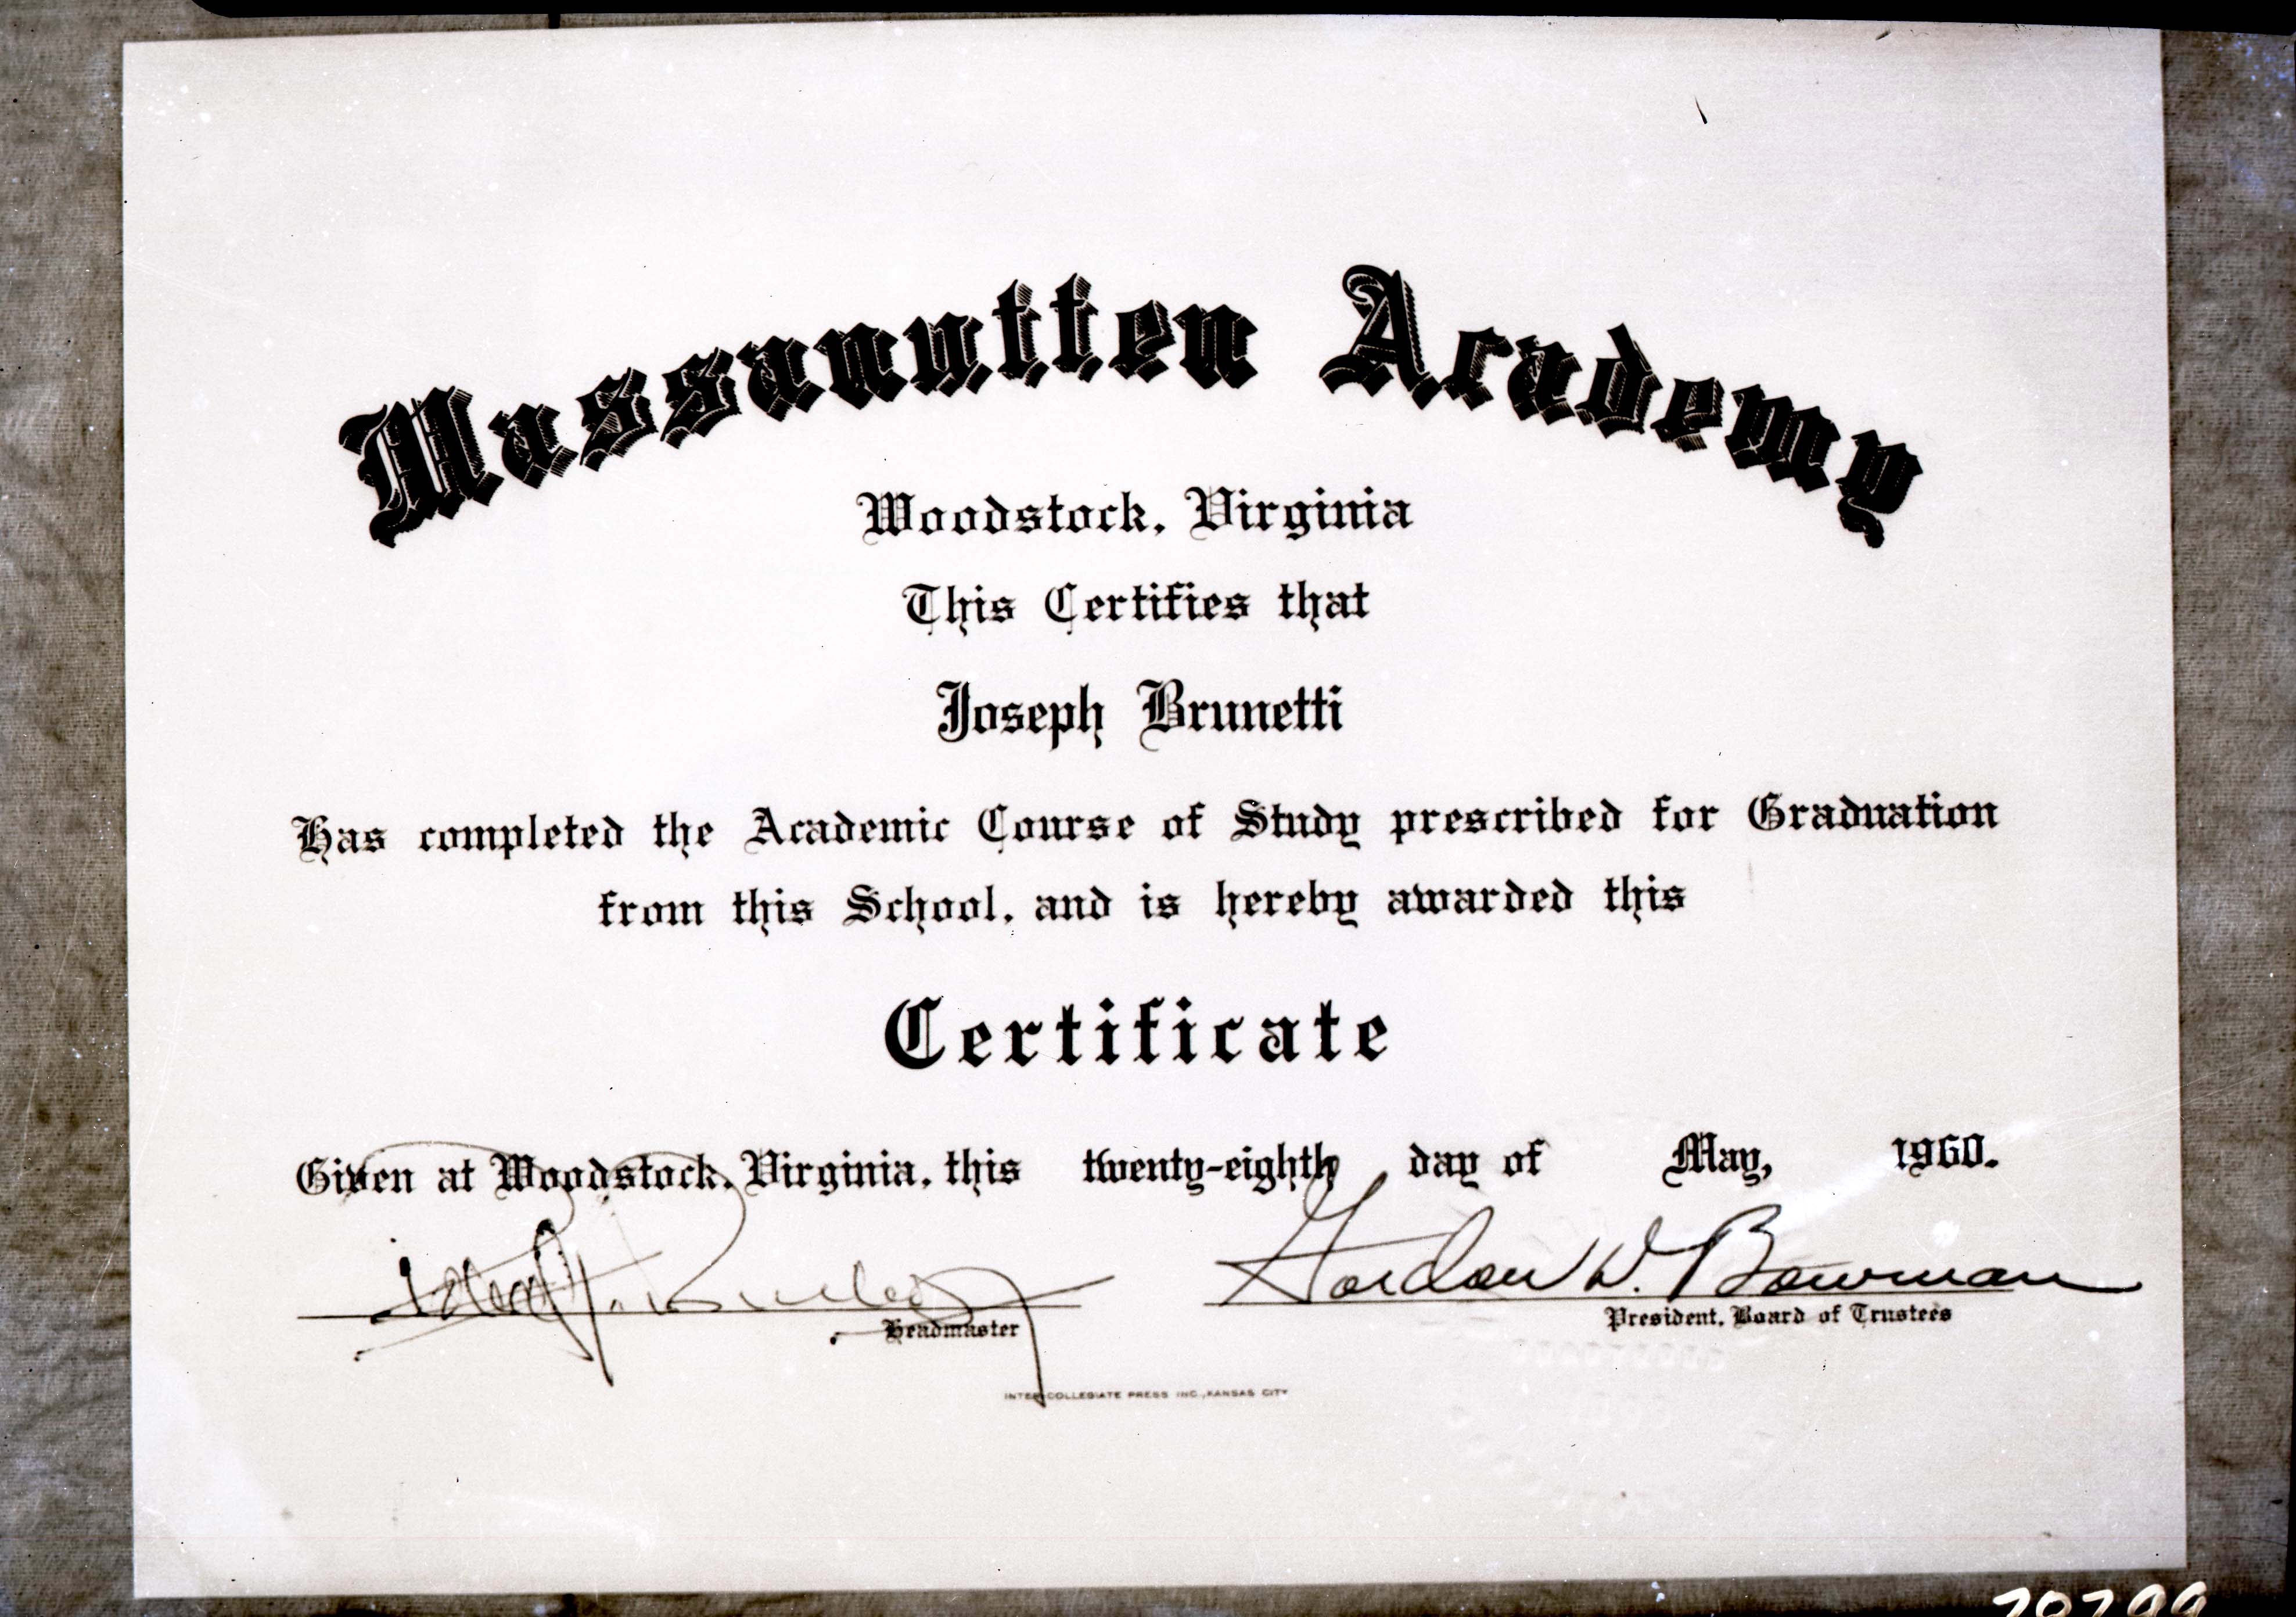 Massanutten Academy
Woodstock, Virginia
This Certifies that
Joseph Brunetti
Has completed the Academic Course of Study prescribed for Graduation
from this School, and is hereby awarded this
Certificate
Given at Woodstock, Virginia, this twenty-eighth day of May, 1960.
Gordon W. Bowman
Headmaster
President, Board of Trustees
INTER-COLLEGIATE PRESS INC., KANSAS CITY